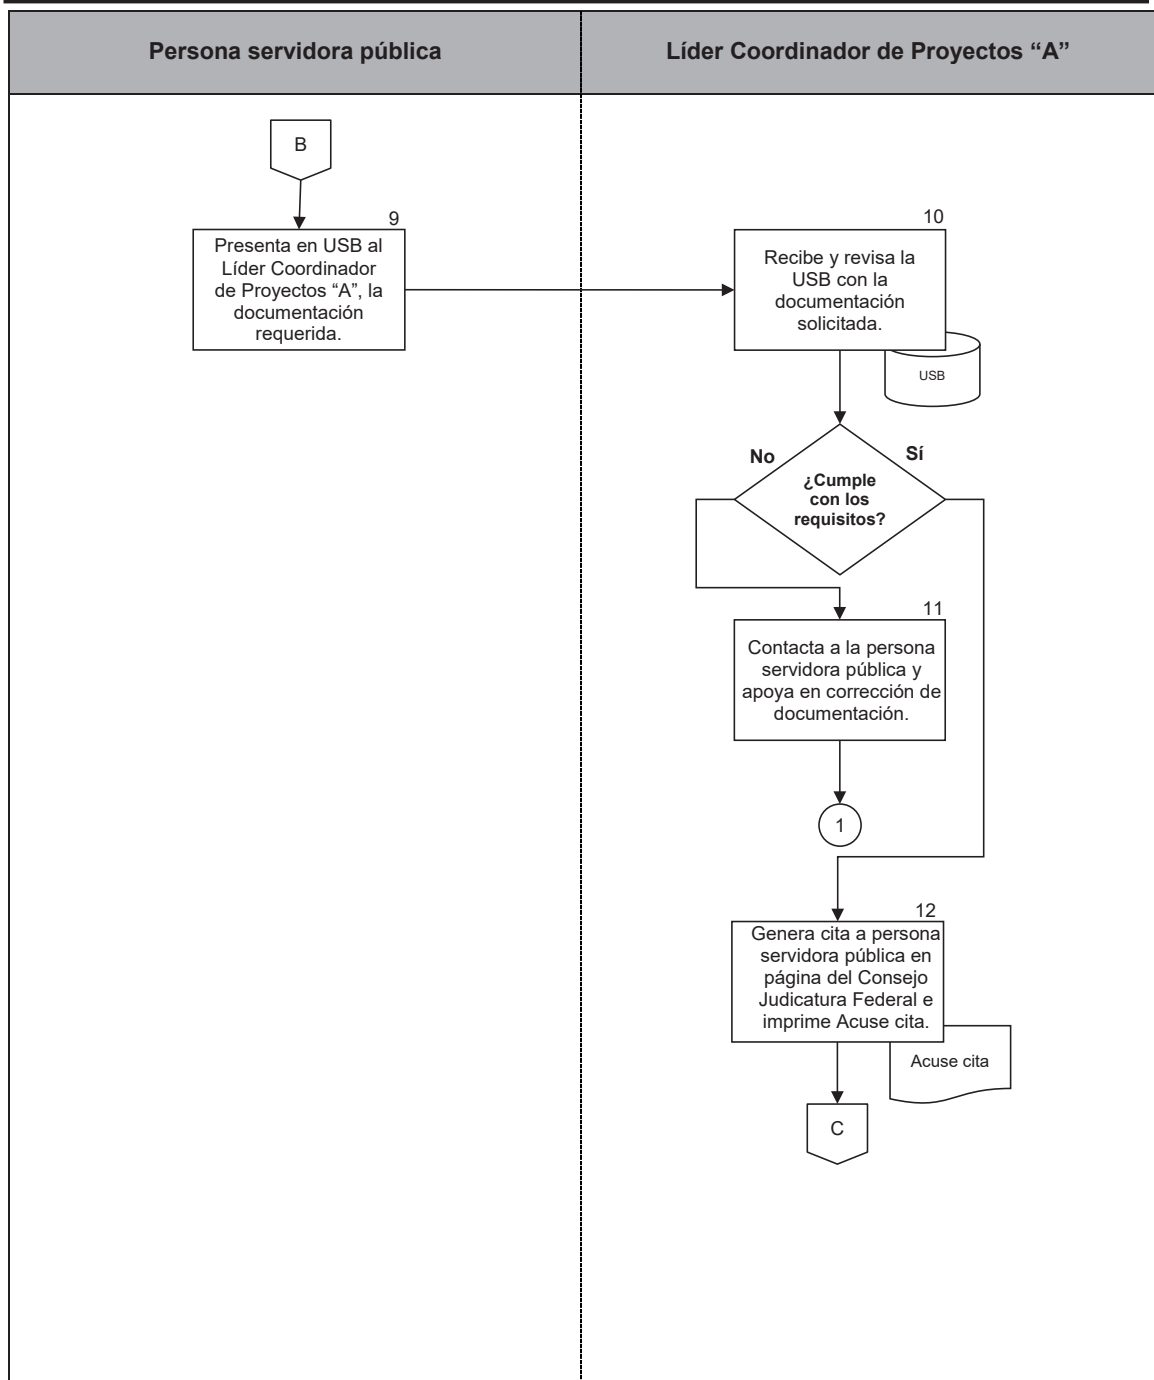 Persona servidora pública
Líder Coordinador de Proyectos “A”
B
9
Presenta en USB al
Líder Coordinador
de Proyectos “A”, la
documentación
requerida.
10
Recibe y revisa la
USB con la
documentación
solicitada.
USB
No
Sí
¿Cumple
con los
requisitos?
11
Contacta a la persona
servidora pública y
apoya en corrección de
documentación.
1
12
Genera cita a persona
servidora pública en
página del Consejo
Judicatura Federal e
imprime Acuse cita.
Acuse cita
C